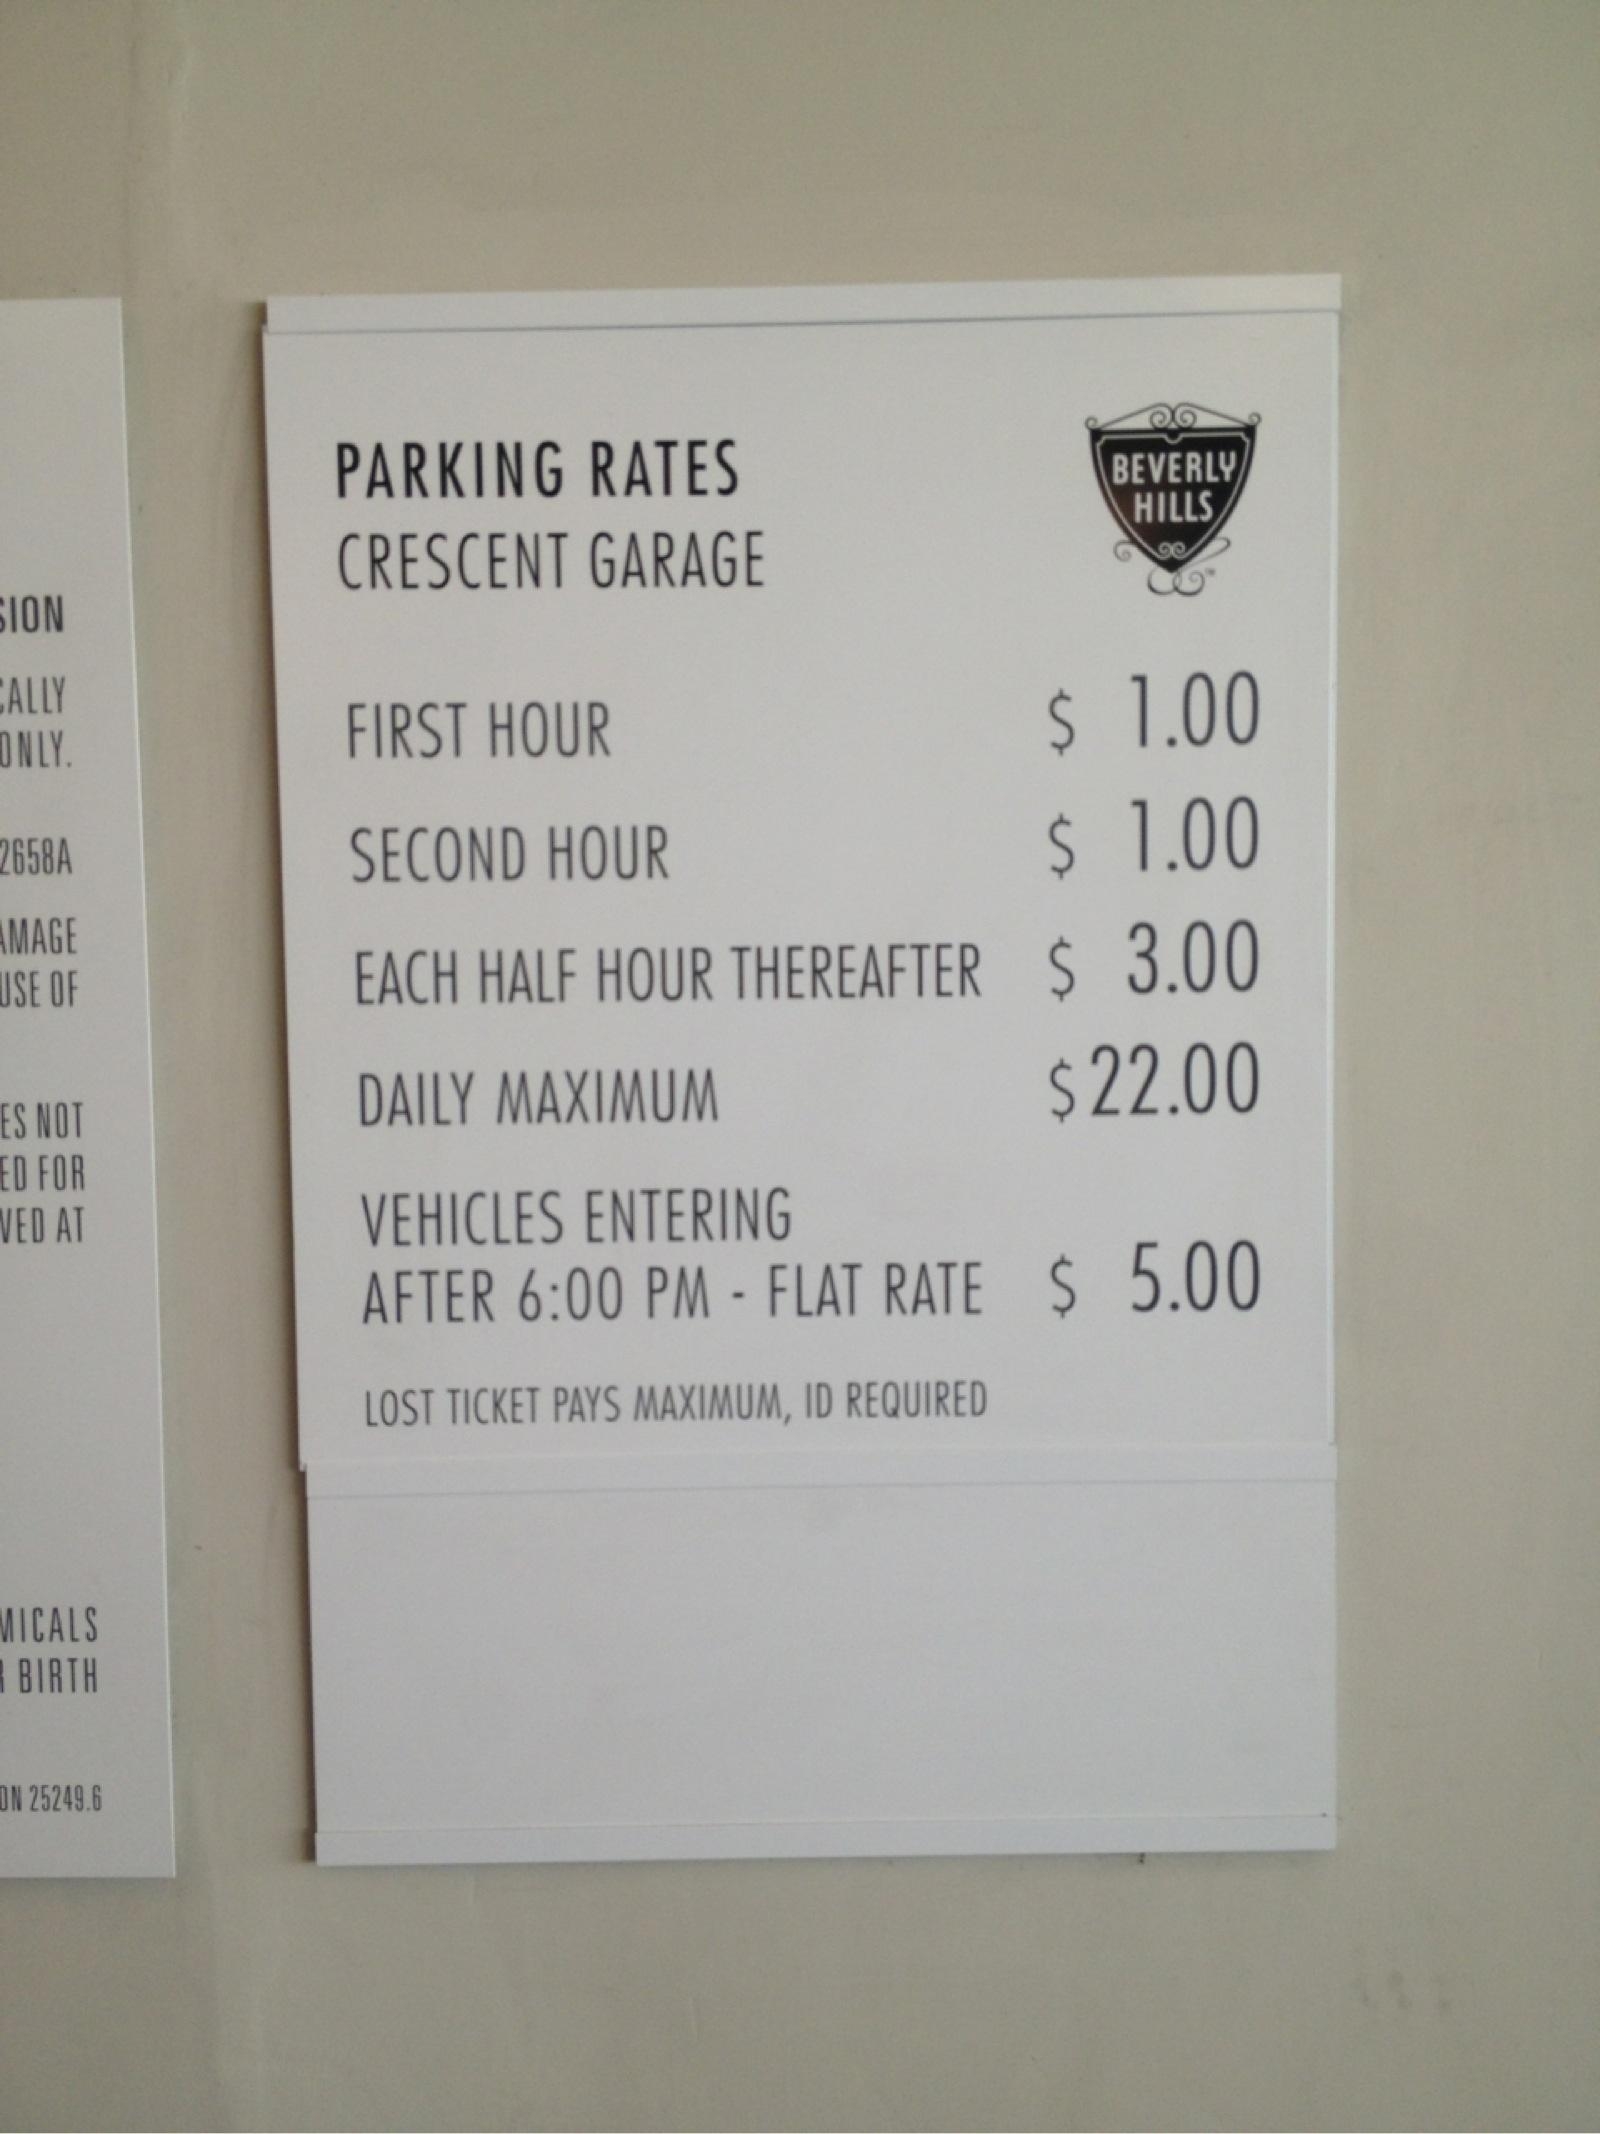 SION
CALLY
ONLY.
2658A
AMAGE
USE OF
ES NOT
ED FOR
VED AT
MICALS
R BIRTH
ON 25249.6
PARKING RATES
CRESCENT GARAGE
BEVERLY
HILLS
TM
FIRST HOUR $ 1.00
SECOND HOUR $ 1.00
EACH HALF HOUR THEREAFTER $ 3.00
DAILY MAXIMUM $22.00
VEHICLES ENTERING
AFTER 6:00 PM - FLAT RATE $ 5.00
LOST TICKET PAYS MAXIMUM, ID REQUIRED